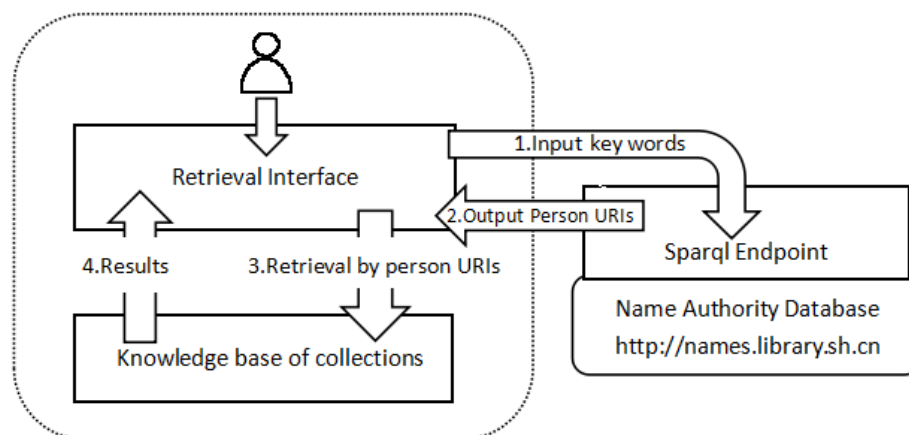 1.Input key words
Retrieval Interface
2.Output Person URIs
Sparql Endpoint
4.Results
3.Retrieval by person URIs
Name Authority Database
http://names.library.sh.cn
Knowledge base of collections